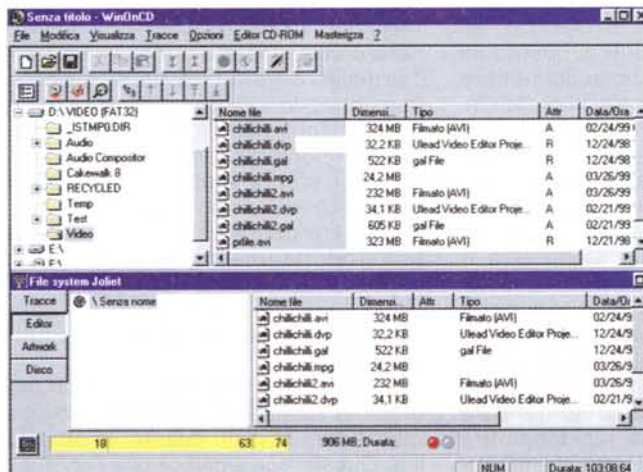 Senza titolo - WinOnCD
File Modifica Visualizza Tracce Opzioni Editor CD-ROM Masterizza ?
D:\VIDEO (FAT32)
_ISTMP0.DIR
Audio
Audio Compositor
Cakewalk 8
RECYCLED
Temp
Test
Video
E:\
Nome file Dimensi... Tipo Attr Data/Ora
chillichilli.avi 324 MB Filmato (AVI) A 02/24/99
chillichilli.dvp 32,2 KB Ulead Video Editor Proje... R 12/24/98
chillichilli.gal 522 KB gal File R 12/24/98
chillichilli.mpg 24,2 MB A 03/26/99
chillichilli2.avi 232 MB Filmato (AVI) A 03/26/99
chillichilli2.dvp 34,1 KB Ulead Video Editor Proje... A 02/21/99
chillichilli2.gal 605 KB gal File A 02/21/99
pxfile.avi 323 MB Filmato (AVI) R 12/21/98
File system Joliet
Tracce
Editor
Artwork
Disco
\ Senza nome
Nome file Dimensi... Attr Tipo Data/O
chillichilli.avi 324 MB Filmato (AVI) 02/24/9
chillichilli.dvp 32,2 KB Ulead Video Editor Proje... 12/24/9
chillichilli.gal 522 KB gal File 12/24/9
chillichilli.mpg 24,2 MB 03/26/9
chillichilli2.avi 232 MB Filmato (AVI) 03/26/9
chillichilli2.dvp 34,1 KB Ulead Video Editor Proje... 02/21/9
18 63 74 906 MB, Durata:
NUM Durata: 103:08.64